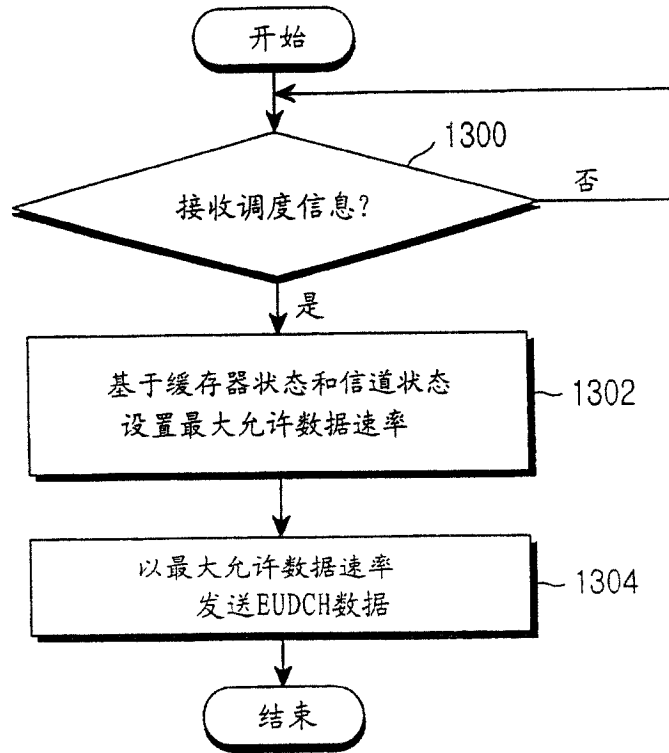 开始
1300
接收调度信息?
否
是
基于缓存器状态和信道状态
设置最大允许数据速率
1302
以最大允许数据速率
发送EUDCH数据
1304
结束